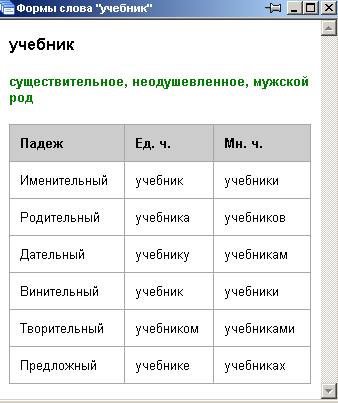 Формы слова "учебник"
учебник
существительное, неодушевленное, мужской
род
Падеж Ед. ч. Мн. ч.
Именительный учебник учебники
Родительный учебника учебников
Дательный учебнику учебникам
Винительный учебник учебники
Творительный учебником учебниками
Предложный учебнике учебниках